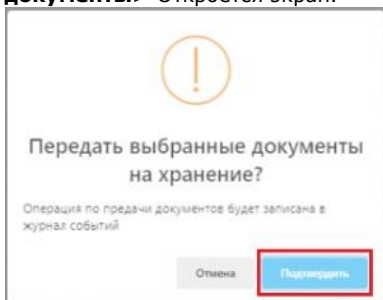 документы» Откроется экран:
Передать выбранные документы
на хранение?
Операция по предачи документов будет записана в
журнал событий
Отмена
Подтвердить